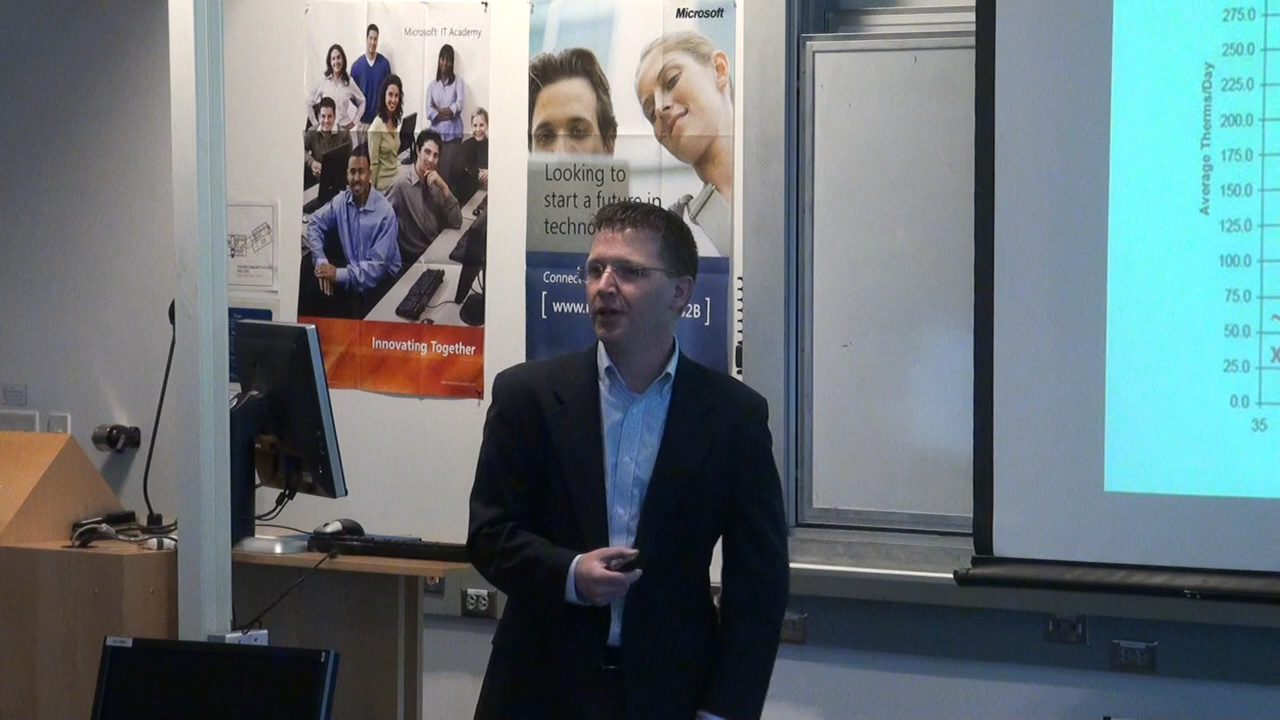 Microsoft IT Academy
Innovating Together
Microsoft
Looking to
start a future in
Connect
[ www. 2B ]
275.0
250.0
225.0
200.0
175.0
150.0
125.0
100.0
75.0
50.0
25.0
0.0
35
Average Therms/Day